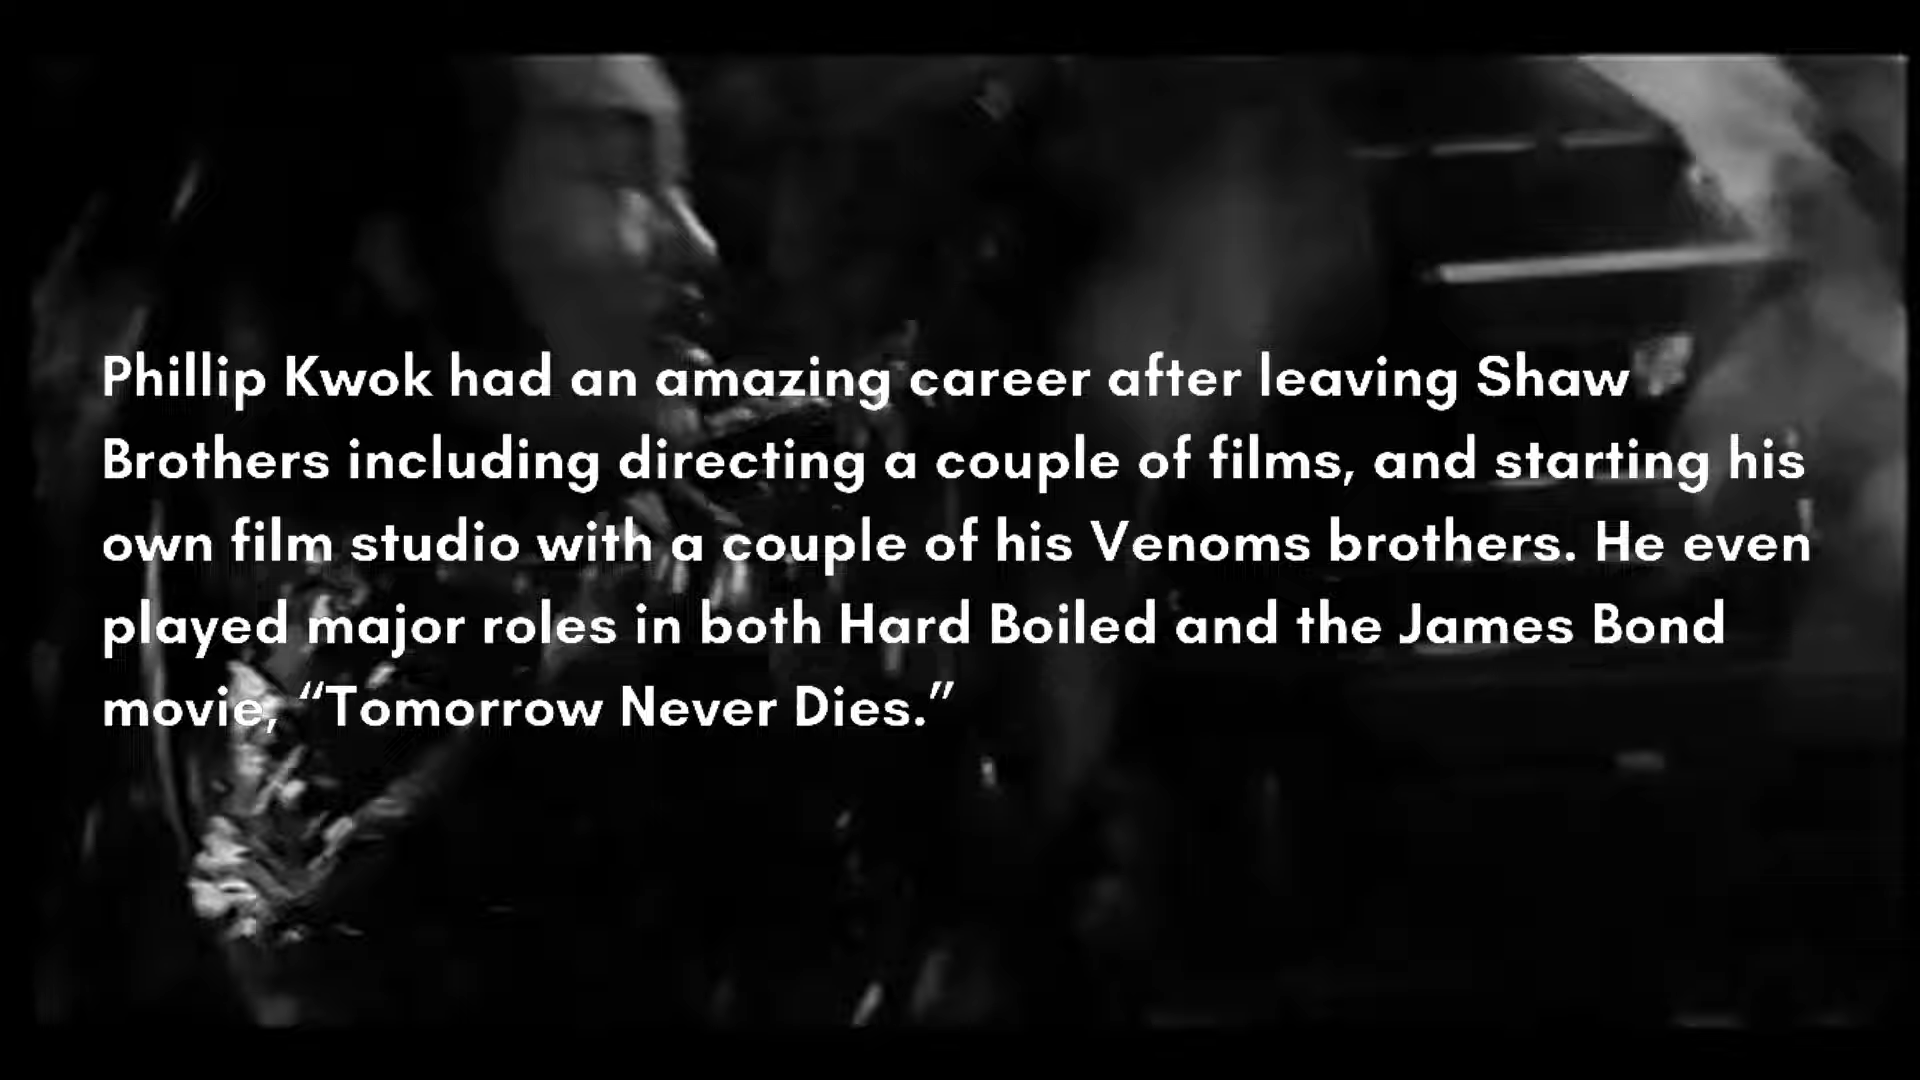 Phillip Kwok had an amazing career after leaving Shaw
Brothers including directing a couple of films, and starting his
own film studio with a couple of his Venoms brothers. He even
played major roles in both Hard Boiled and the James Bond
movie, “Tomorrow Never Dies.”